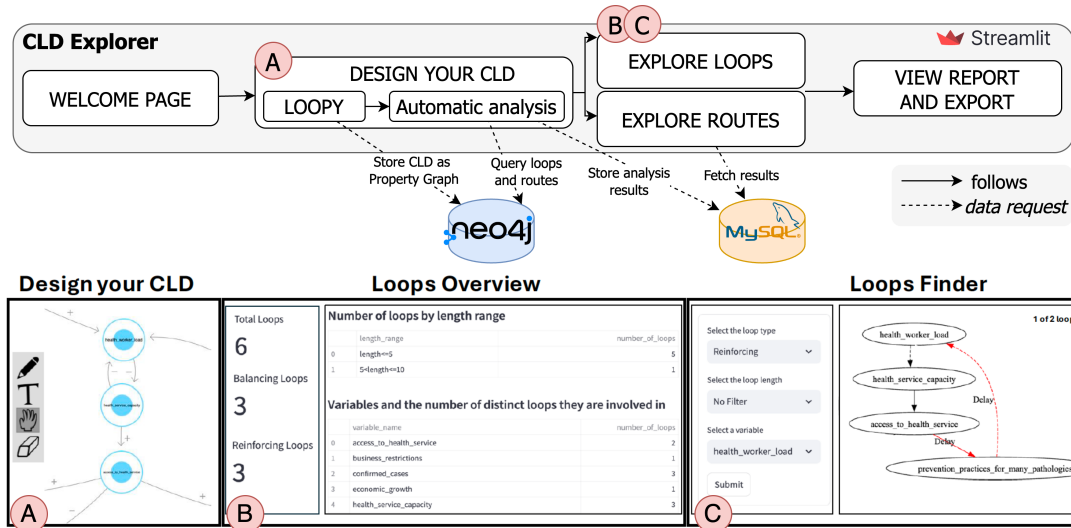 CLD Explorer
Streamlit
A
B
C
WELCOME PAGE
DESIGN YOUR CLD
LOOPY
Automatic analysis
EXPLORE LOOPS
EXPLORE ROUTES
VIEW REPORT
AND EXPORT
Store CLD as
Property Graph
Query loops
and routes
Store analysis
results
Fetch results
neo4j
MySQL
follows
data request
Design your CLD
Loops Overview
Loops Finder
+
health_worker_load
−
−
health_service_capacity
+
T
access_to_health_service
+
−
+
A
Total Loops
6
Balancing Loops
3
Reinforcing Loops
3
B
Number of loops by length range
length_range number_of_loops
0 length<=5 5
1 5<length<=10 1
Variables and the number of distinct loops they are involved in
variable_name number_of_loops
0 access_to_health_service 2
1 business_restrictions 1
2 confirmed_cases 3
3 economic_growth 1
4 health_service_capacity 3
Select the loop type
Reinforcing
Select the loop length
No Filter
Select a variable
health_worker_load
Submit
C
1 of 2 loop
health_worker_load
health_service_capacity
Delay
access_to_health_service
Delay
prevention_practices_for_many_pathologies